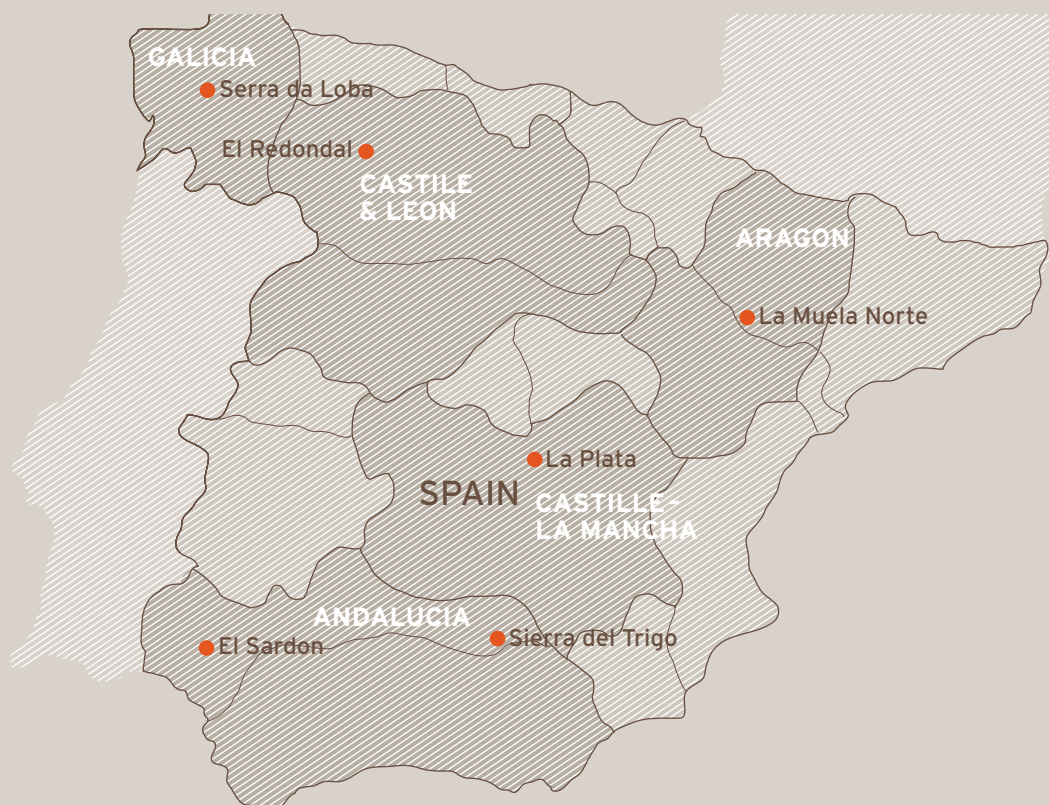 GALICIA
Serra da Loba
El Redondal
CASTILE
& LEON
ARAGON
La Muela Norte
La Plata
SPAIN
CASTILLE-
LA MANCHA
ANDALUCIA
El Sardon
Sierra del Trigo